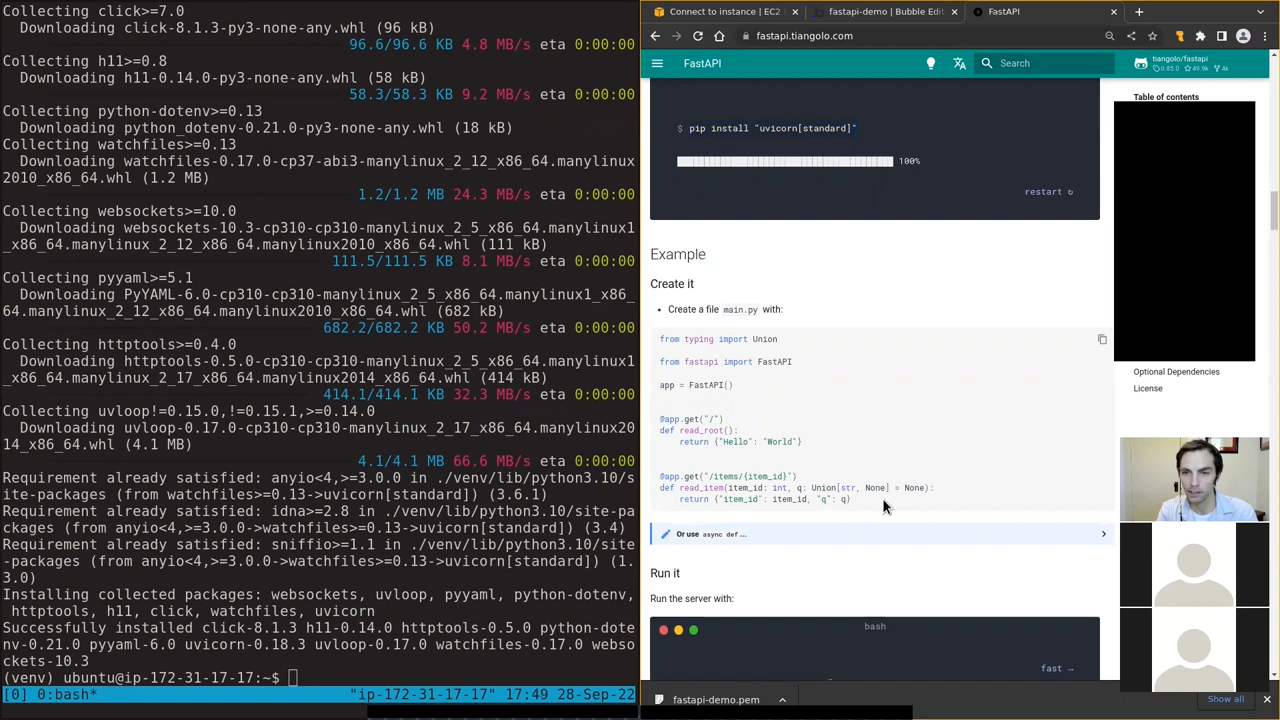 Collecting click>=7.0
  Downloading click-8.1.3-py3-none-any.whl (96 kB)
96.6/96.6 KB 4.8 MB/s eta 0:00:00
Collecting h11>=0.8
  Downloading h11-0.14.0-py3-none-any.whl (58 kB)
58.3/58.3 KB 9.2 MB/s eta 0:00:00
Collecting python-dotenv>=0.13
  Downloading python_dotenv-0.21.0-py3-none-any.whl (18 kB)
Collecting watchfiles>=0.13
  Downloading watchfiles-0.17.0-cp37-abi3-manylinux_2_12_x86_64.manylinux
2010_x86_64.whl (1.2 MB)
1.2/1.2 MB 24.3 MB/s eta 0:00:00
Collecting websockets>=10.0
  Downloading websockets-10.3-cp310-cp310-manylinux_2_5_x86_64.manylinux1
_x86_64.manylinux_2_12_x86_64.manylinux2010_x86_64.whl (111 kB)
111.5/111.5 KB 8.1 MB/s eta 0:00:00
Collecting pyyaml>=5.1
  Downloading PyYAML-6.0-cp310-cp310-manylinux_2_5_x86_64.manylinux1_x86_
64.manylinux_2_12_x86_64.manylinux2010_x86_64.whl (682 kB)
682.2/682.2 KB 50.2 MB/s eta 0:00:00
Collecting httptools>=0.4.0
  Downloading httptools-0.5.0-cp310-cp310-manylinux_2_5_x86_64.manylinux1
_x86_64.manylinux_2_17_x86_64.manylinux2014_x86_64.whl (414 kB)
414.1/414.1 KB 32.3 MB/s eta 0:00:00
Collecting uvloop!=0.15.0,!=0.15.1,>=0.14.0
  Downloading uvloop-0.17.0-cp310-cp310-manylinux_2_17_x86_64.manylinux20
14_x86_64.whl (4.1 MB)
4.1/4.1 MB 66.6 MB/s eta 0:00:00
Requirement already satisfied: anyio<4,>=3.0.0 in ./venv/lib/python3.10/s
ite-packages (from watchfiles>=0.13->uvicorn[standard]) (3.6.1)
Requirement already satisfied: idna>=2.8 in ./venv/lib/python3.10/site-pa
ckages (from anyio<4,>=3.0.0->watchfiles>=0.13->uvicorn[standard]) (3.4)
Requirement already satisfied: sniffio>=1.1 in ./venv/lib/python3.10/site
-packages (from anyio<4,>=3.0.0->watchfiles>=0.13->uvicorn[standard]) (1.
3.0)
Installing collected packages: websockets, uvloop, pyyaml, python-dotenv,
 httptools, h11, click, watchfiles, uvicorn
Successfully installed click-8.1.3 h11-0.14.0 httptools-0.5.0 python-dote
nv-0.21.0 pyyaml-6.0 uvicorn-0.18.3 uvloop-0.17.0 watchfiles-0.17.0 webso
ckets-10.3
(venv) ubuntu@ip-172-31-17-17:~$
[0] 0:bash* "ip-172-31-17-17" 17:49 28-Sep-22
Connect to instance | EC2
fastapi-demo | Bubble Edit
FastAPI
fastapi.tiangolo.com
FastAPI
Search
tiangolo/fastapi
0.85.0 49.9k 4k
$ pip install "uvicorn[standard]"
100%
restart ↻
Example
Create it
• Create a file main.py with:
from typing import Union
from fastapi import FastAPI
app = FastAPI()
@app.get("/")
def read_root():
    return {"Hello": "World"}
@app.get("/items/{item_id}")
def read_item(item_id: int, q: Union[str, None] = None):
    return {"item_id": item_id, "q": q}
Or use async def...
Run it
Run the server with:
bash
fast →
Table of contents
Optional Dependencies
License
fastapi-demo.pem
Show all